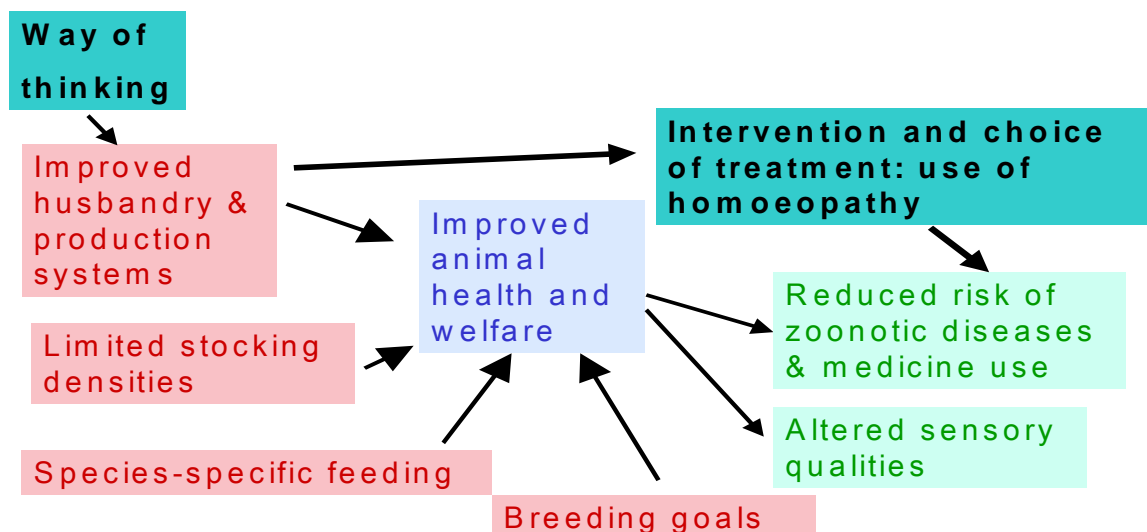 Way of
thinking
Improved
husbandry &
production
systems
Intervention and choice
of treatment: use of
homoeopathy
Improved
animal
health and
welfare
Reduced risk of
zoonotic diseases
& medicine use
Limited stocking
densities
Altered sensory
qualities
Species-specific feeding
Breeding goals